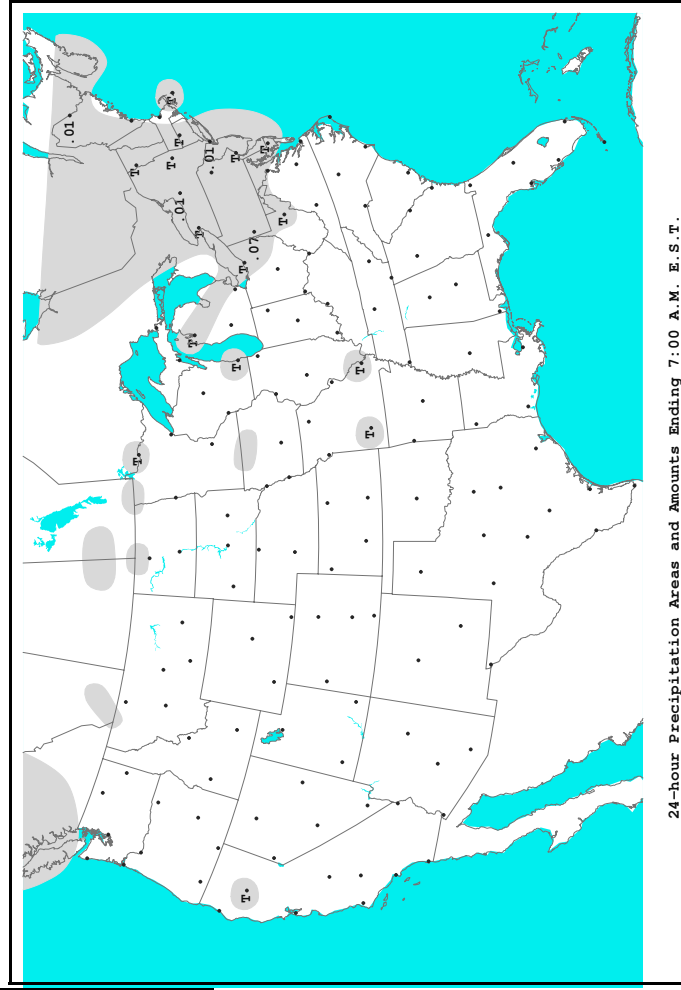 .01
T
T
T
T
T
.01
T
T
.01
T
T
T
T
.07
T
T
T
T
24-hour Precipitation Areas and Amounts Ending 7:00 A.M. E.S.T.